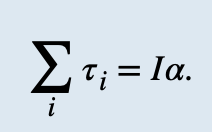 ∑ᵢ τᵢ = Iα.